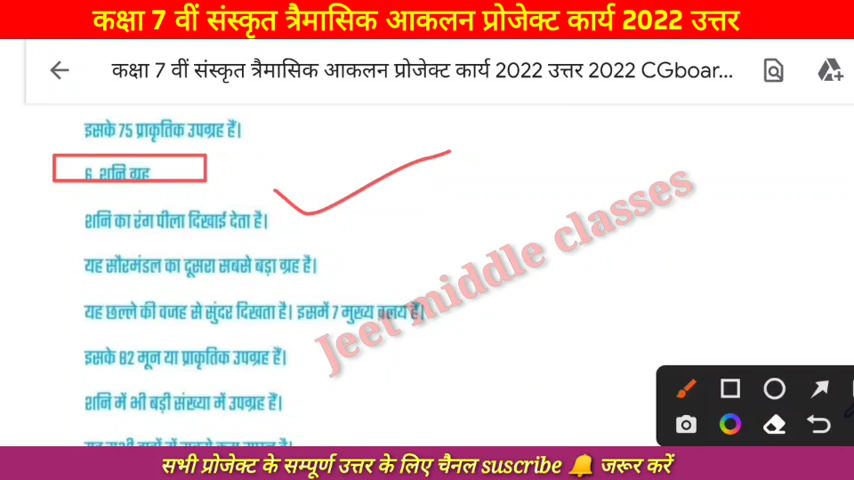 कक्षा 7 वीं संस्कृत त्रैमासिक आकलन प्रोजेक्ट कार्य 2022 उत्तर
कक्षा 7 वीं संस्कृत त्रैमासिक आकलन प्रोजेक्ट कार्य 2022 उत्तर 2022 CGboar...
इसके 75 प्राकृतिक उपग्रह हैं।
6. शनि ग्रह
शनि का रंग पीला दिखाई देता है।
यह सौरमंडल का दूसरा सबसे बड़ा ग्रह है।
यह छल्ले की वजह से सुंदर दिखता है। इसमें 7 मुख्य वलय हैं।
इसके 82 मून या प्राकृतिक उपग्रह हैं।
शनि में भी बड़ी संख्या में उपग्रह हैं।
Jeet middle classes
सभी प्रोजेक्ट के सम्पूर्ण उत्तर के लिए चैनल suscribe 🔔 जरूर करें